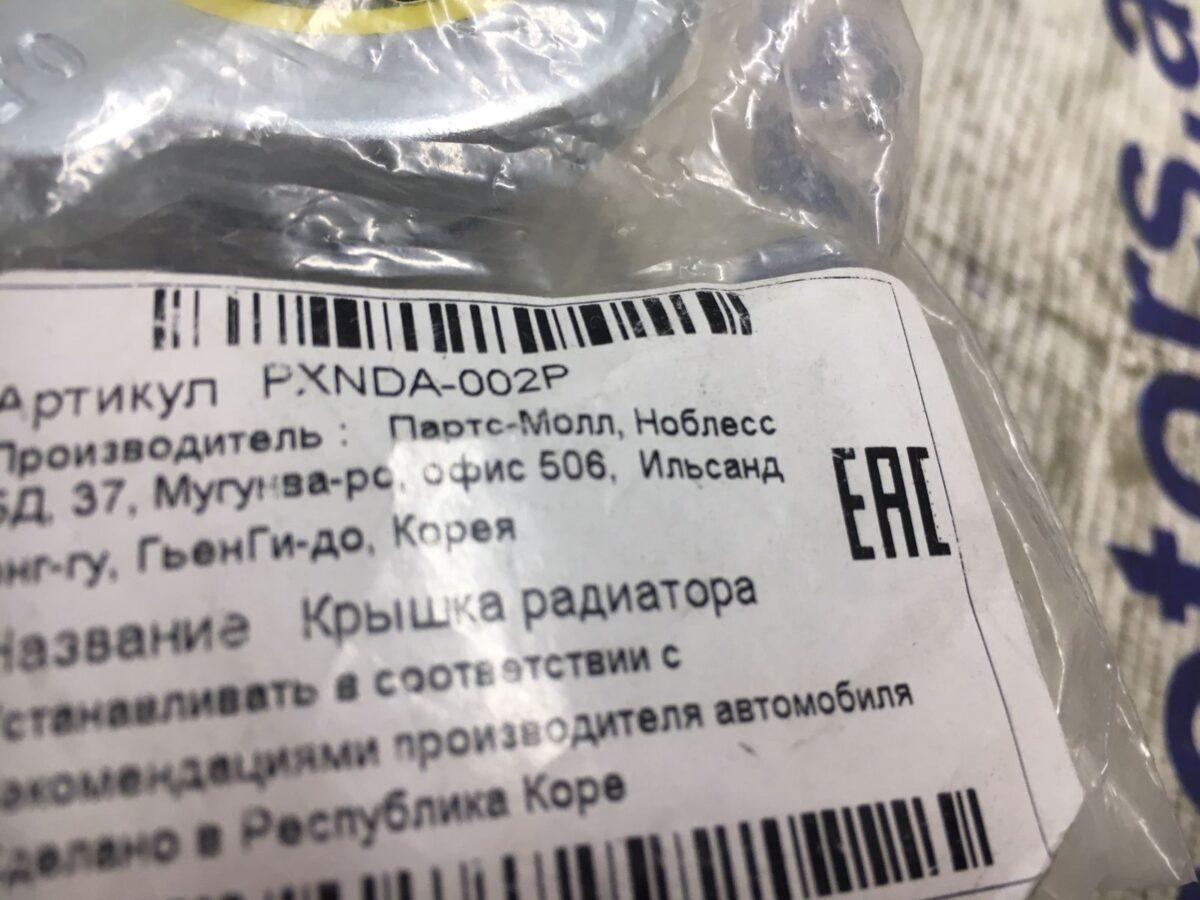 Артикул PXNDA-002P
Производитель : Партс-Молл, Ноблесс
БД, 37, Мугунва-ро, офис 506, Ильсанд
онг-гу, ГьенГи-до, Корея
EAC
Название Крышка радиатора
Устанавливать в соответствии с
рекомендациями производителя автомобиля
Сделано в Республика Коре